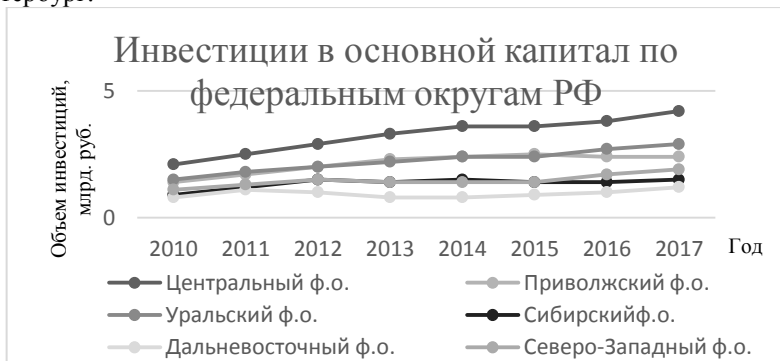 Инвестиции в основной капитал по
федеральным округам РФ
Объем инвестиций,
млрд. руб.
5
0
2010 2011 2012 2013 2014 2015 2016 2017 Год
Центральный ф.о. Приволжский ф.о.
Уральский ф.о. Сибирскийф.о.
Дальневосточный ф.о. Северо-Западный ф.о.